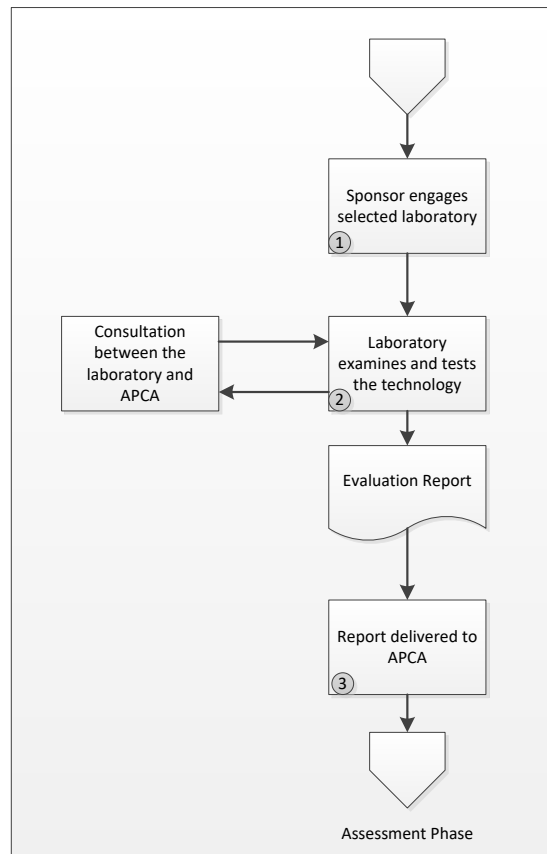 Sponsor engages
selected laboratory
1
Consultation
between the
laboratory and
APCA
Laboratory
examines and tests
the technology
2
Evaluation Report
Report delivered to
APCA
3
Assessment Phase